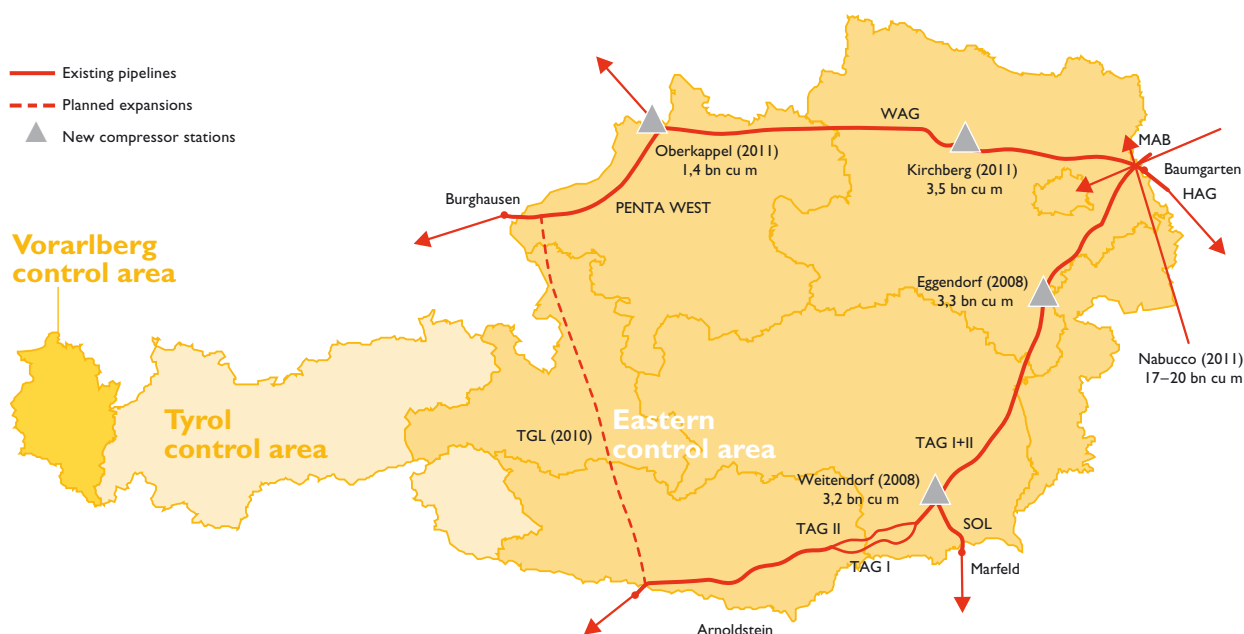 Existing pipelines
Planned expansions
New compressor stations
WAG
MAB
Oberkappel (2011)
1,4 bn cu m
Kirchberg (2011)
3,5 bn cu m
Baumgarten
HAG
Burghausen
PENTA WEST
Vorarlberg
control area
Eggendorf (2008)
3,3 bn cu m
Nabucco (2011)
17–20 bn cu m
Tyrol
control area
TGL (2010)
Eastern
control area
TAG I+II
Weitendorf (2008)
3,2 bn cu m
TAG II
SOL
TAG I
Marfeld
Arnoldstein